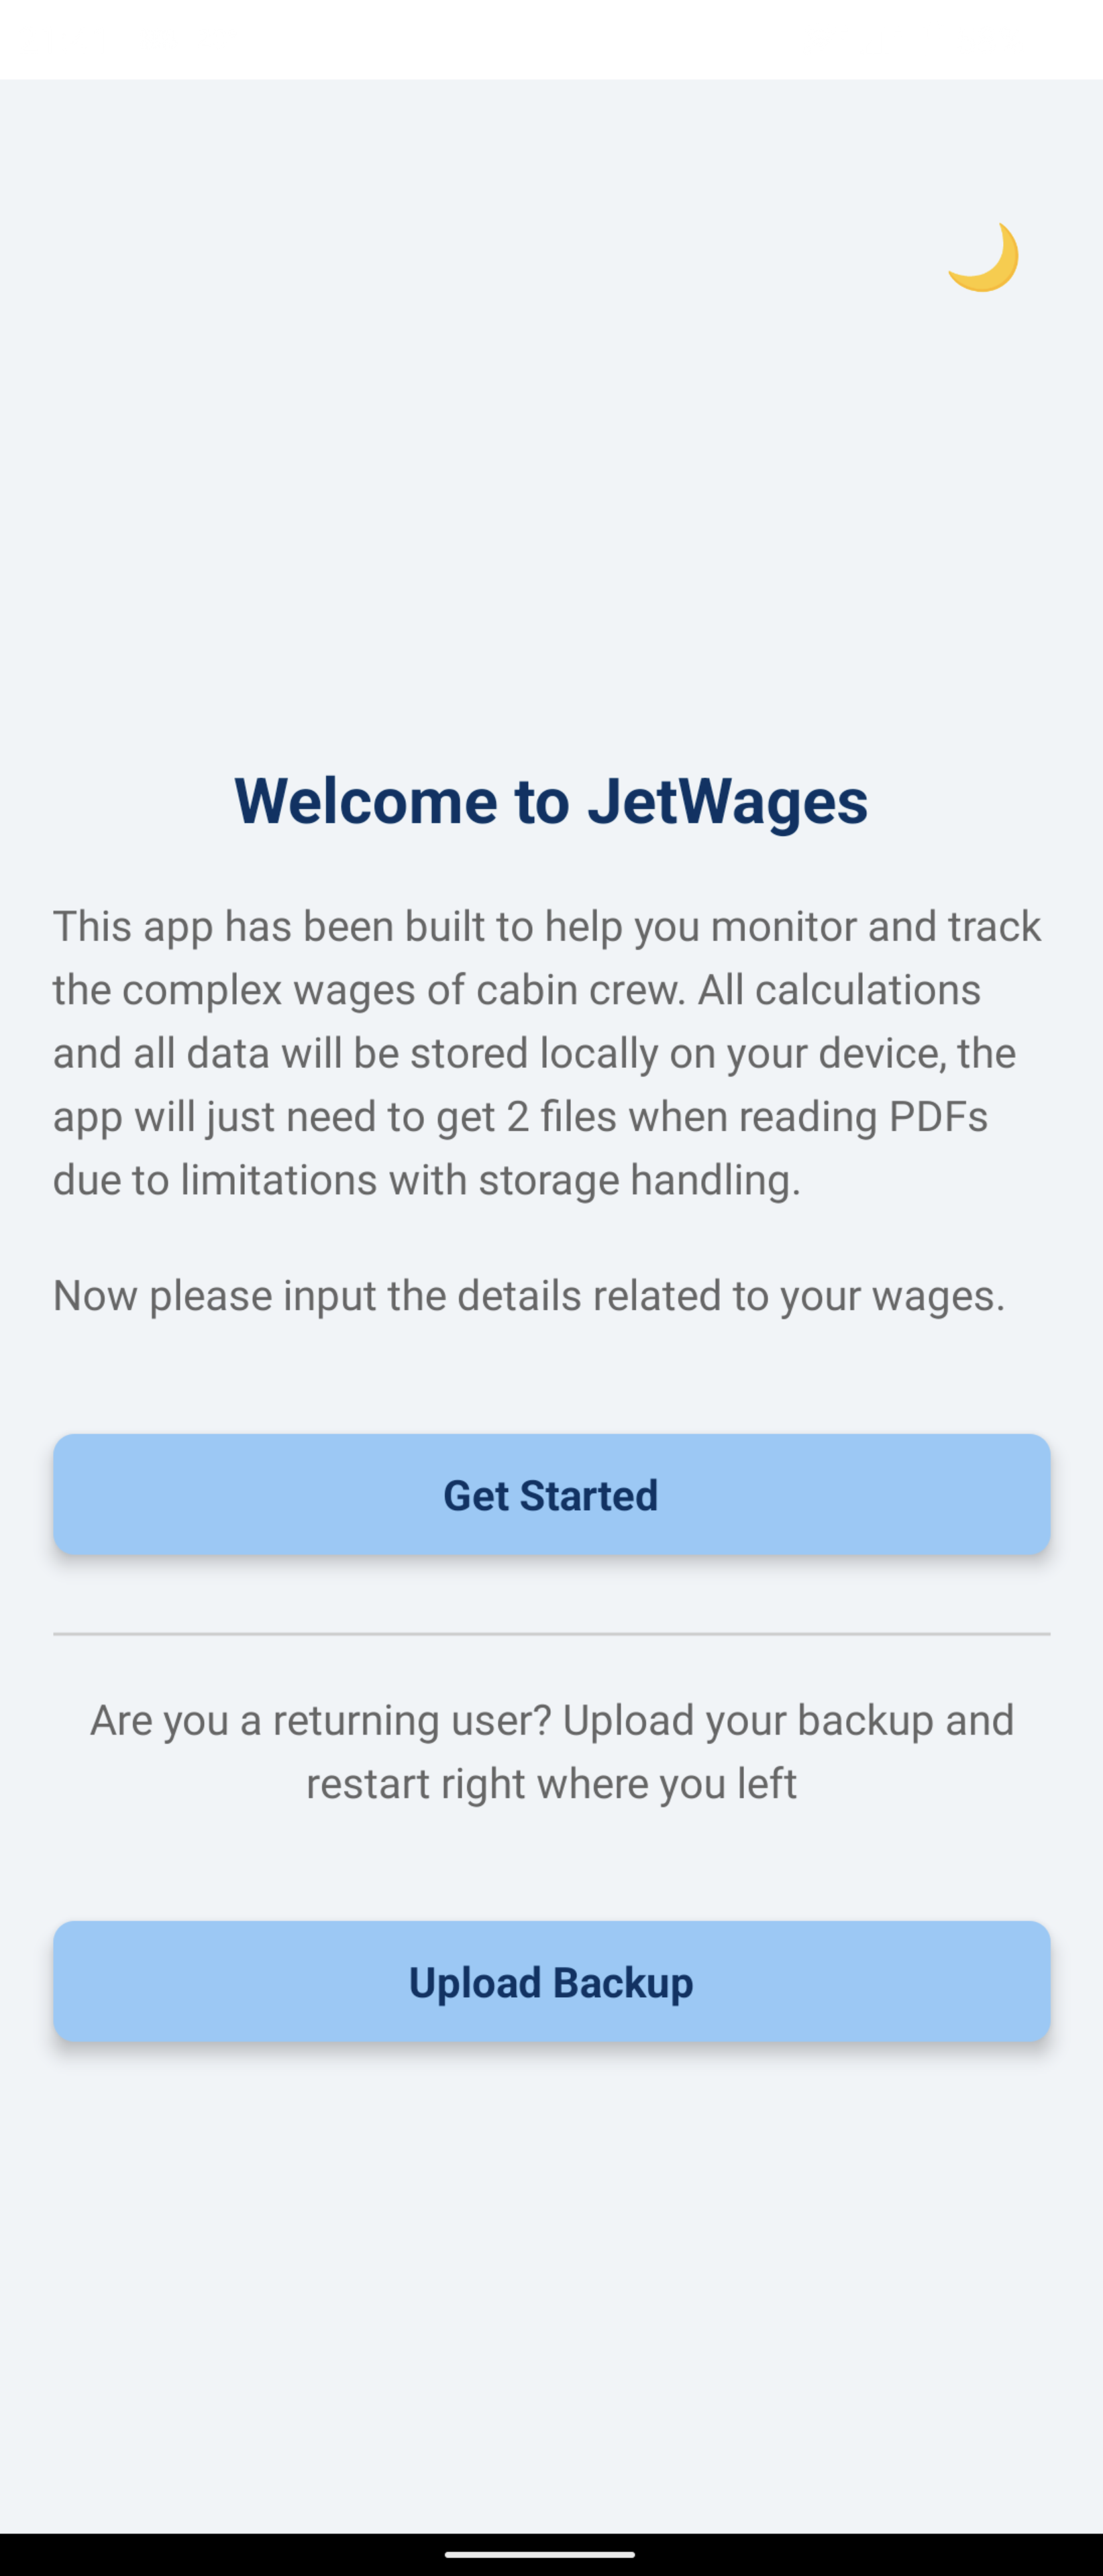 Welcome to JetWages
This app has been built to help you monitor and track
the complex wages of cabin crew. All calculations
and all data will be stored locally on your device, the
app will just need to get 2 files when reading PDFs
due to limitations with storage handling.
Now please input the details related to your wages.
Get Started
Are you a returning user? Upload your backup and
restart right where you left
Upload Backup